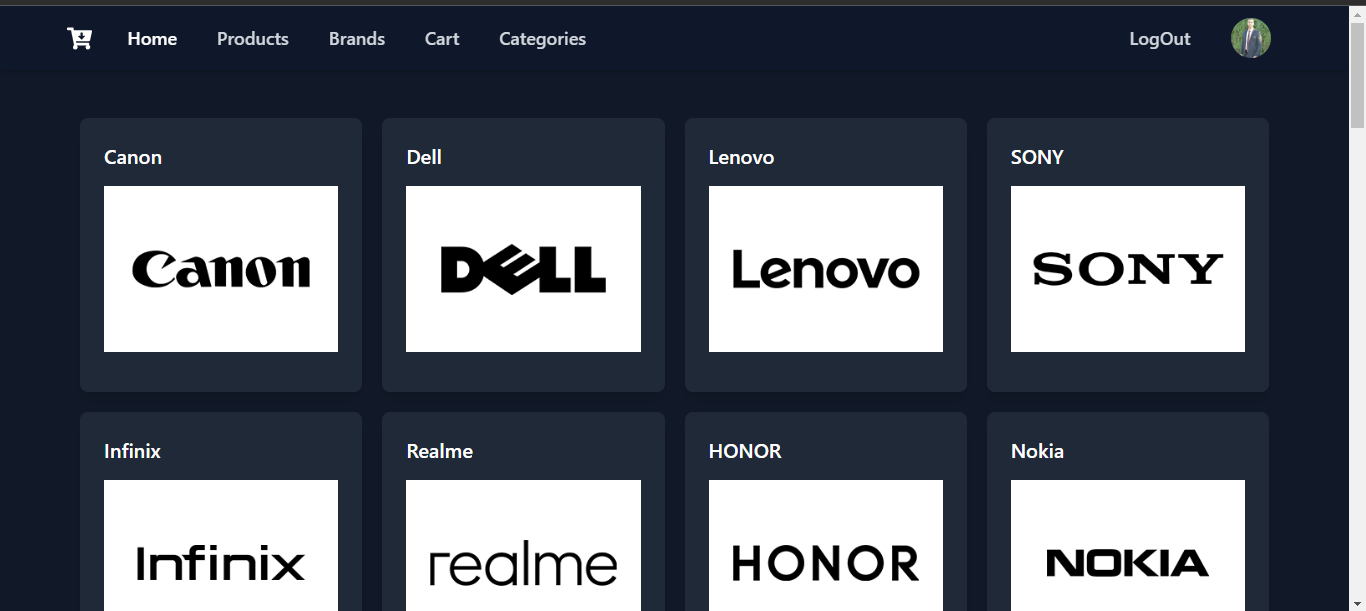 Home Products Brands Cart Categories LogOut
Canon Dell Lenovo SONY
Canon DELL Lenovo SONY
Infinix Realme HONOR Nokia
Infinix realme HONOR NOKIA